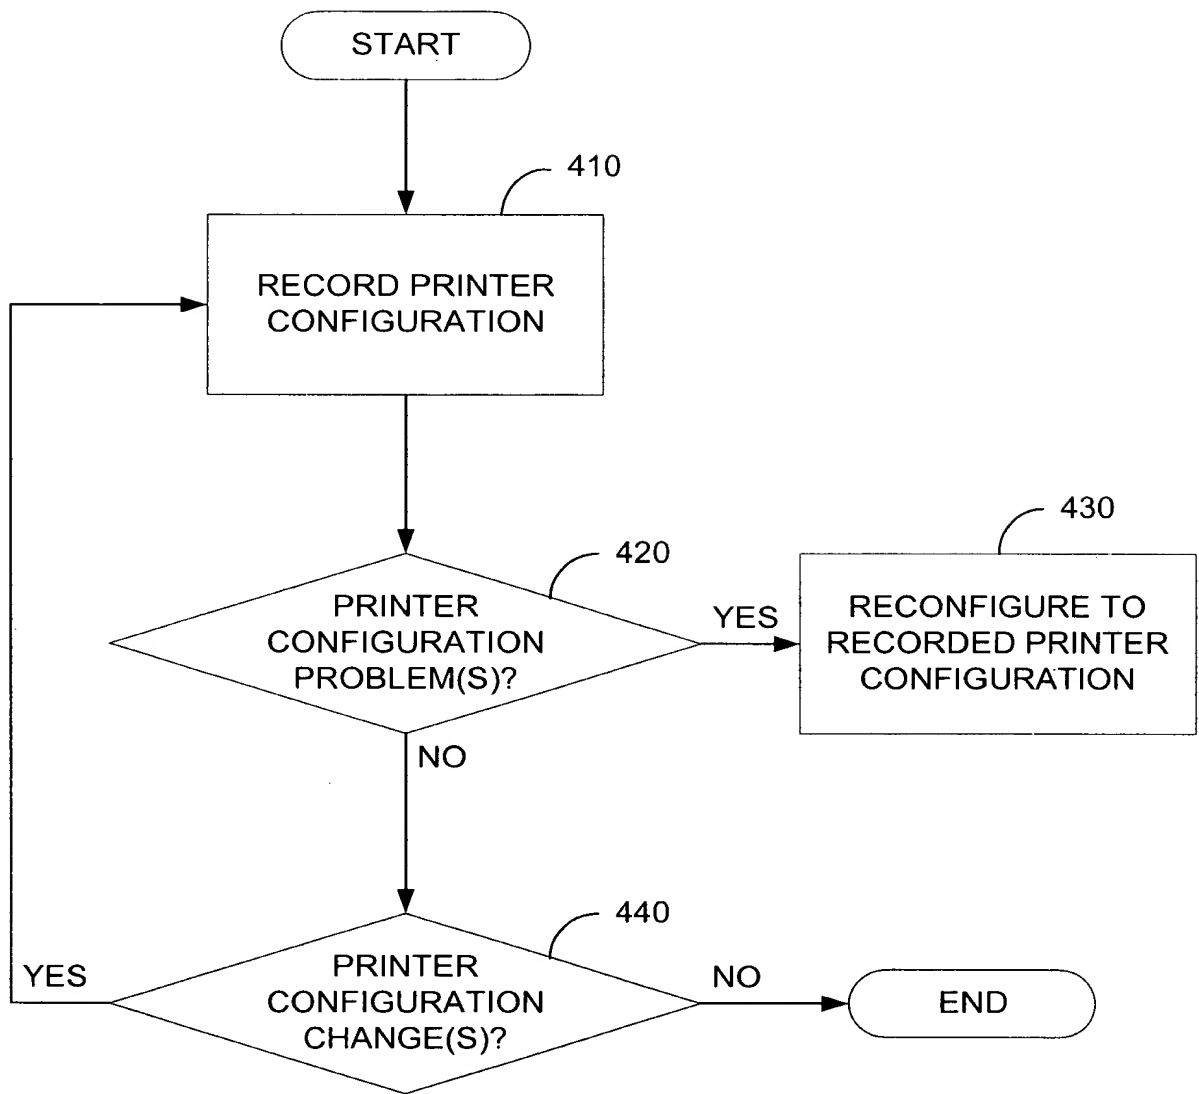 START
410
RECORD PRINTER
CONFIGURATION
420
PRINTER
CONFIGURATION
PROBLEM(S)?
YES
430
RECONFIGURE TO
RECORDED PRINTER
CONFIGURATION
NO
440
PRINTER
CONFIGURATION
CHANGE(S)?
YES
NO
END